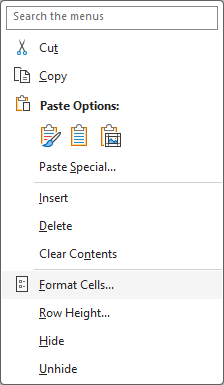 Search the menus
Cut
Copy
Paste Options:
Paste Special...
Insert
Delete
Clear Contents
Format Cells...
Row Height...
Hide
Unhide